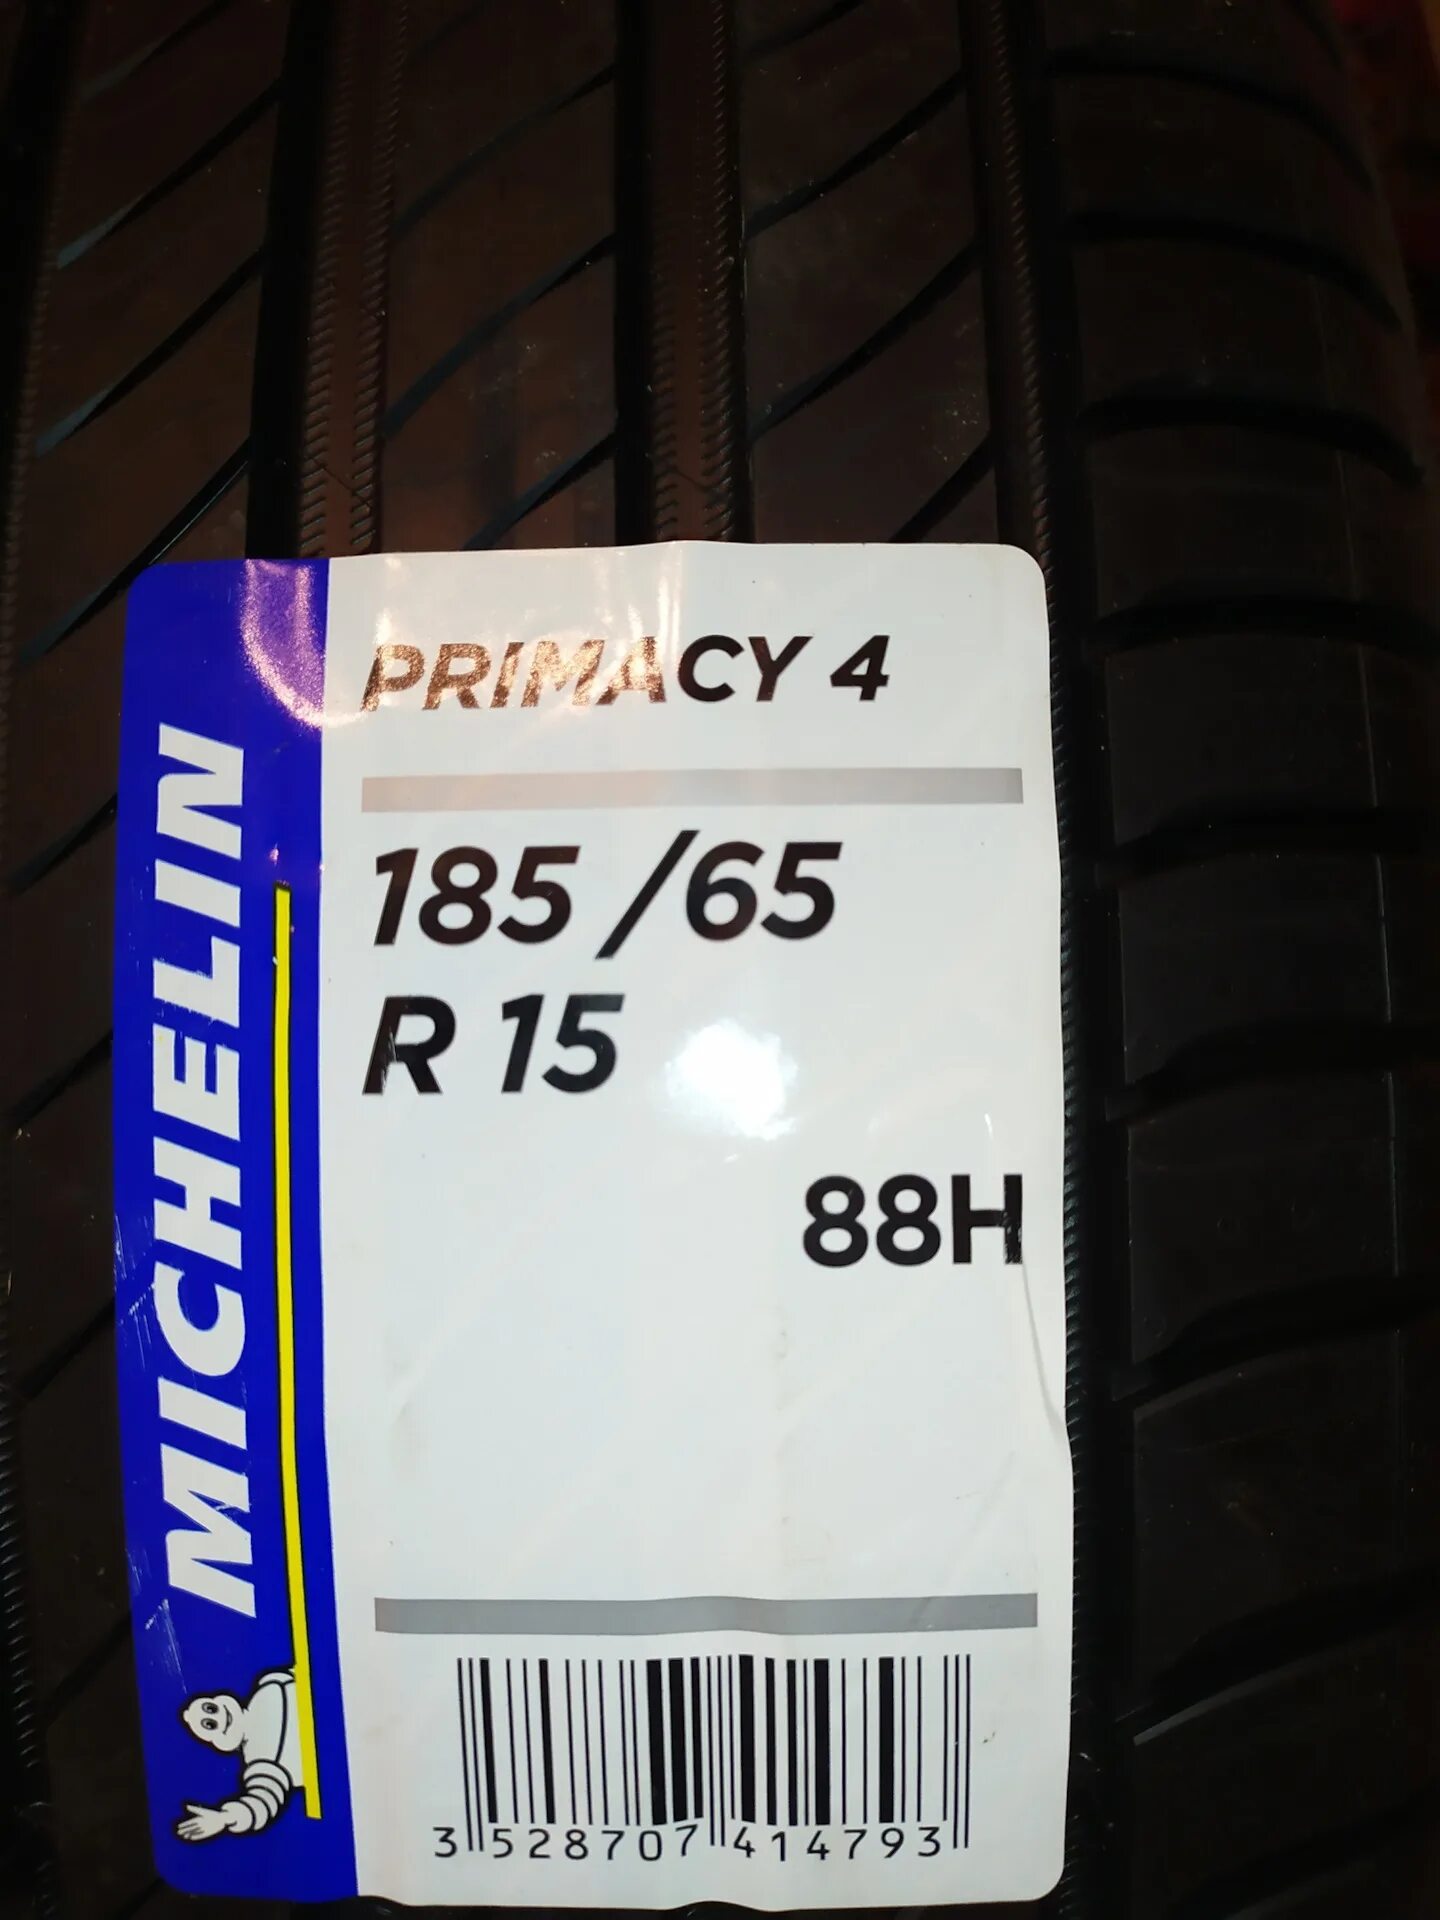 MICHELIN
PRIMACY 4
185 /65
R 15
88H
3 528707 414793